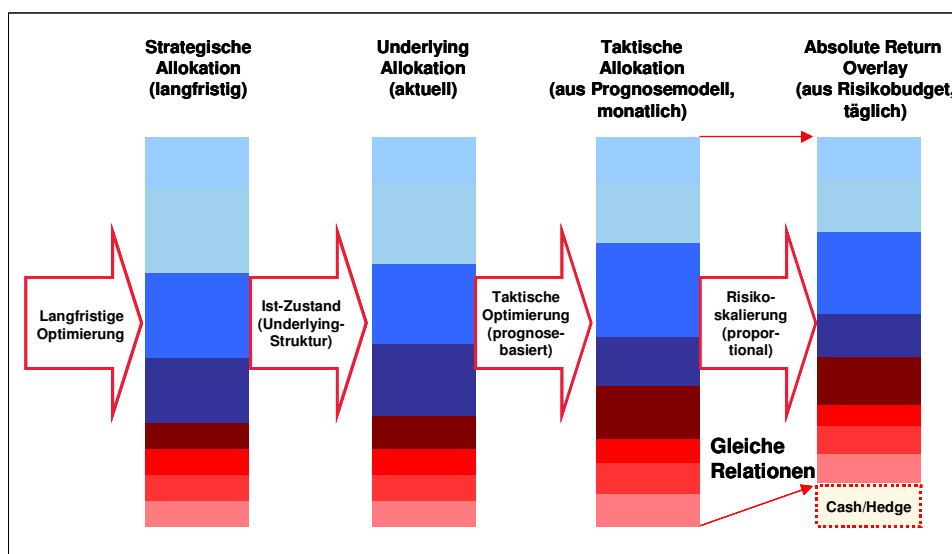 Strategische
Allokation
(langfristig)
Underlying
Allokation
(aktuell)
Taktische
Allokation
(aus Prognosemodell,
monatlich)
Absolute Return
Overlay
(aus Risikobudget,
täglich)
Langfristige
Optimierung
Ist-Zustand
(Underlying-
Struktur)
Taktische
Optimierung
(prognose-
basiert)
Risiko-
skalierung
(propor-
tional)
Gleiche
Relationen
Cash/Hedge